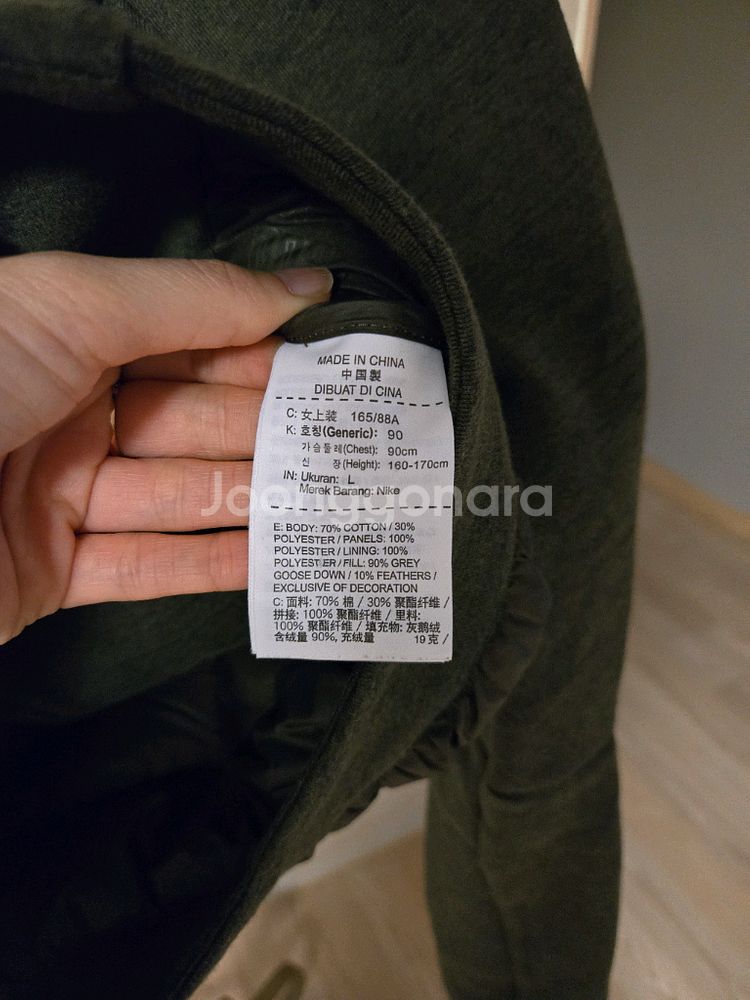 MADE IN CHINA
中国製
DIBUAT DI CINA
C: 女上装 165/88A
K: 호칭(Generic): 90
가슴둘레(Chest): 90cm
신 장(Height): 160-170cm
IN: Ukuran: L
Merek Barang: Nike
Joonggonara
E: BODY: 70% COTTON / 30%
POLYESTER / PANELS: 100%
POLYESTER / LINING: 100%
POLYESTER / FILL: 90% GREY
GOOSE DOWN / 10% FEATHERS /
EXCLUSIVE OF DECORATION
C: 面料: 70% 棉 / 30% 聚酯纤维 /
拼接: 100% 聚酯纤维 / 里料:
100% 聚酯纤维 / 填充物: 灰鹅绒
含绒量 90%, 充绒量 19 克 /